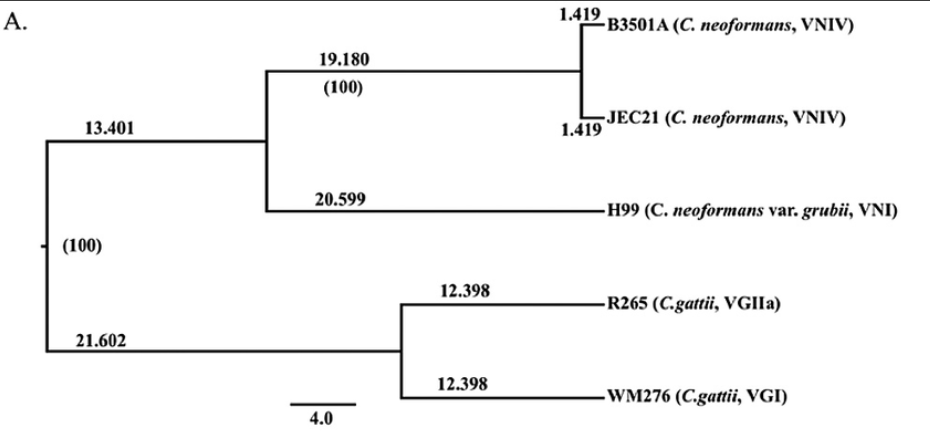 A.
1.419
B3501A (C. neoformans, VNIV)
19.180
(100)
JEC21 (C. neoformans, VNIV)
1.419
13.401
20.599
H99 (C. neoformans var. grubii, VNI)
(100)
12.398
R265 (C.gattii, VGIIa)
21.602
12.398
WM276 (C.gattii, VGI)
4.0